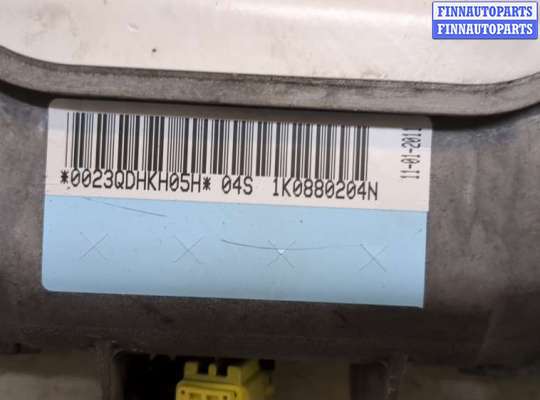 FINNAUTOPARTS
FINNAUTOPARTS
*0023QDHKH05H* 04S 1K0880204N
11-01-2011